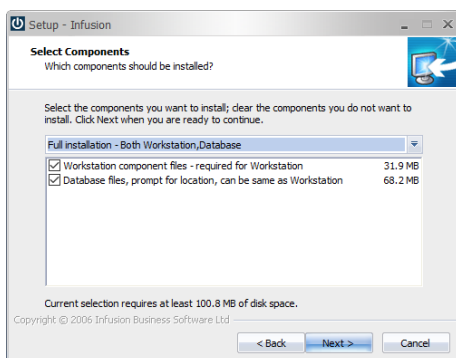 Setup - Infusion
Select Components
Which components should be installed?
Select the components you want to install; clear the components you do not want to
install. Click Next when you are ready to continue.
Full installation - Both Workstation,Database
Workstation component files - required for Workstation 31.9 MB
Database files, prompt for location, can be same as Workstation 68.2 MB
Current selection requires at least 100.8 MB of disk space.
Copyright © 2006 Infusion Business Software Ltd
< Back Next > Cancel